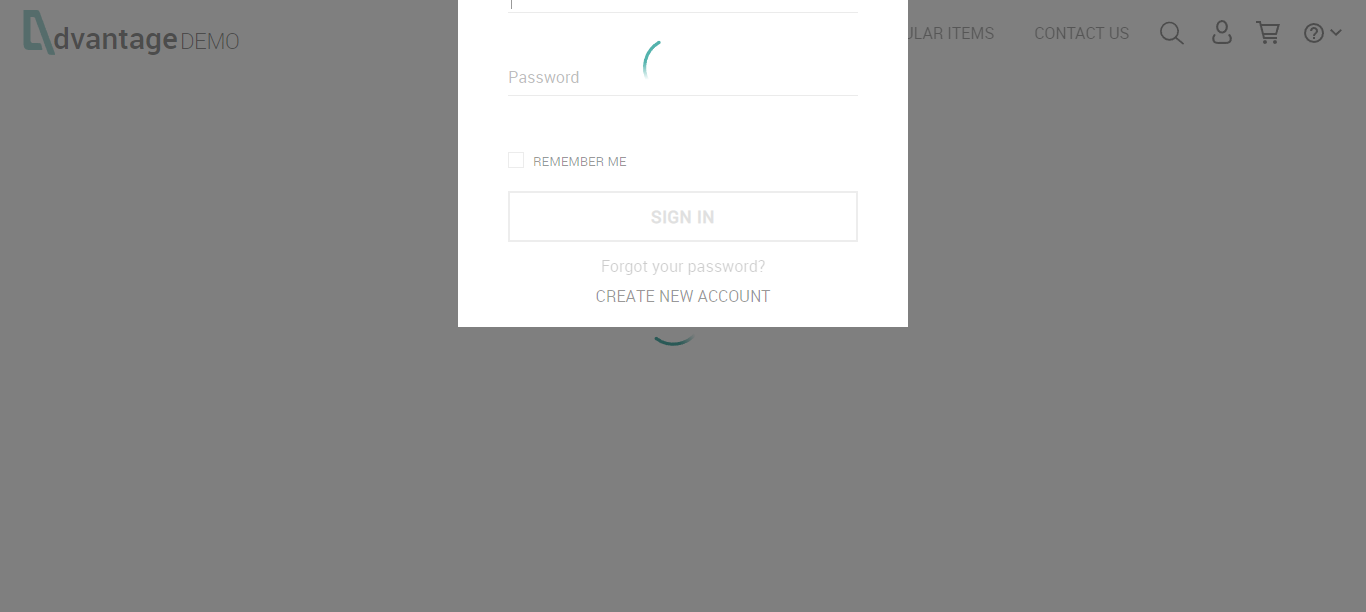 dvantage DEMO
ULAR ITEMS
CONTACT US
Password
REMEMBER ME
SIGN IN
Forgot your password?
CREATE NEW ACCOUNT